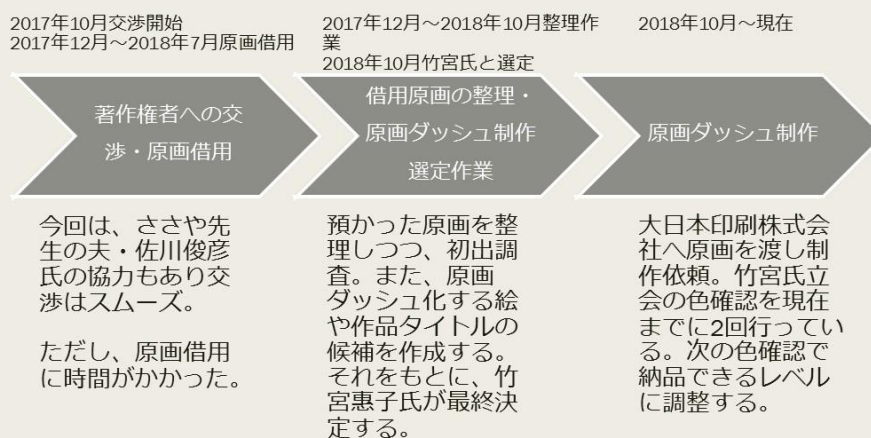 2017年10月交渉開始
2017年12月～2018年7月原画借用
著作権者への交
渉・原画借用
今回は、ささや先
生の夫・佐川俊彦
氏の協力もあり交
渉はスムーズ。
ただし、原画借用
に時間がかかった。
2017年12月～2018年10月整理作
業
2018年10月竹宮氏と選定
借用原画の整理・
原画ダッシュ制作
選定作業
預かった原画を整
理しつつ、初出調
査。また、原画
ダッシュ化する絵
や作品タイトルの
候補を作成する。
それをもとに、竹
宮惠子氏が最終決
定する。
2018年10月～現在
原画ダッシュ制作
大日本印刷株式会
社へ原画を渡し制
作依頼。竹宮氏立
会の色確認を現在
までに2回行ってい
る。次の色確認で
納品できるレベル
に調整する。